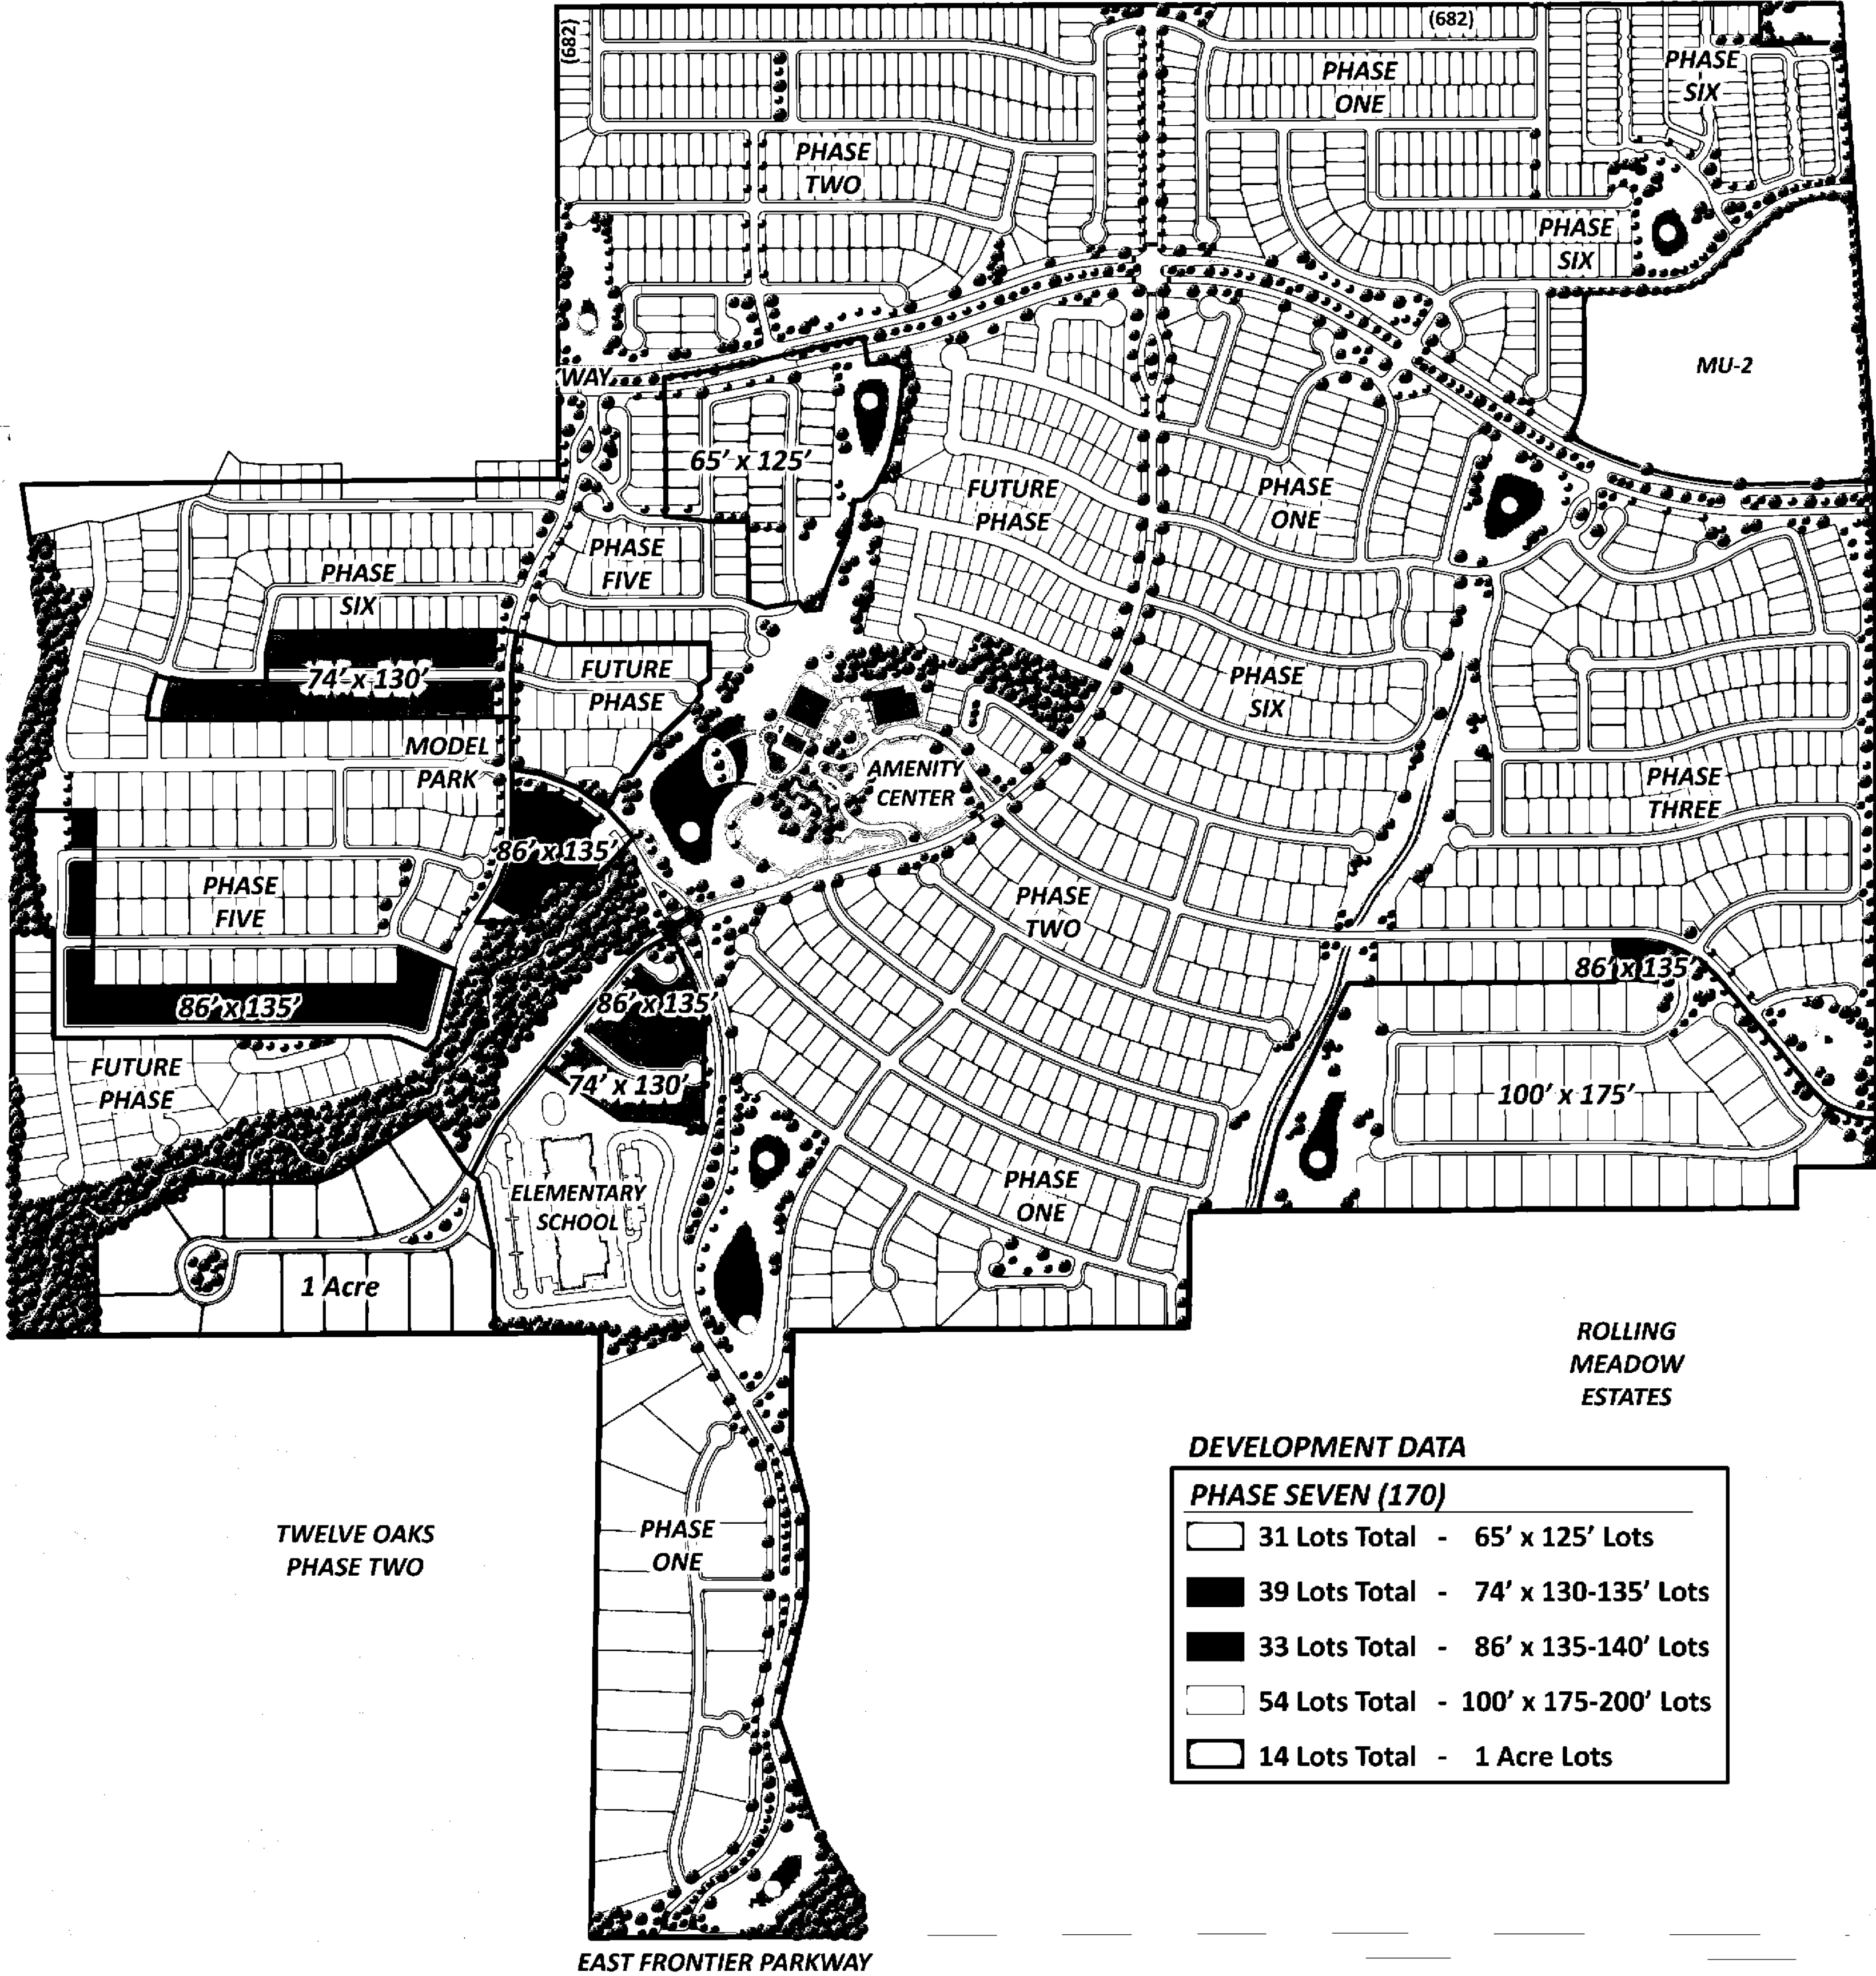 (682)
(682)
PHASE
ONE
PHASE
SIX
PHASE
TWO
PHASE
SIX
MU-2
WAY
65' x 125'
FUTURE
PHASE
PHASE
ONE
PHASE
FIVE
PHASE
SIX
74' x 130'
FUTURE
PHASE
PHASE
SIX
MODEL
PARK
AMENITY
CENTER
PHASE
THREE
86' x 135'
PHASE
FIVE
PHASE
TWO
86' x 135'
86' x 135'
86' x 135'
FUTURE
PHASE
74' x 130'
100' x 175'
ELEMENTARY
SCHOOL
PHASE
ONE
1 Acre
ROLLING
MEADOW
ESTATES
TWELVE OAKS
PHASE TWO
PHASE
ONE
DEVELOPMENT DATA
PHASE SEVEN (170)
31 Lots Total - 65' x 125' Lots
39 Lots Total - 74' x 130-135' Lots
33 Lots Total - 86' x 135-140' Lots
54 Lots Total - 100' x 175-200' Lots
14 Lots Total - 1 Acre Lots
EAST FRONTIER PARKWAY